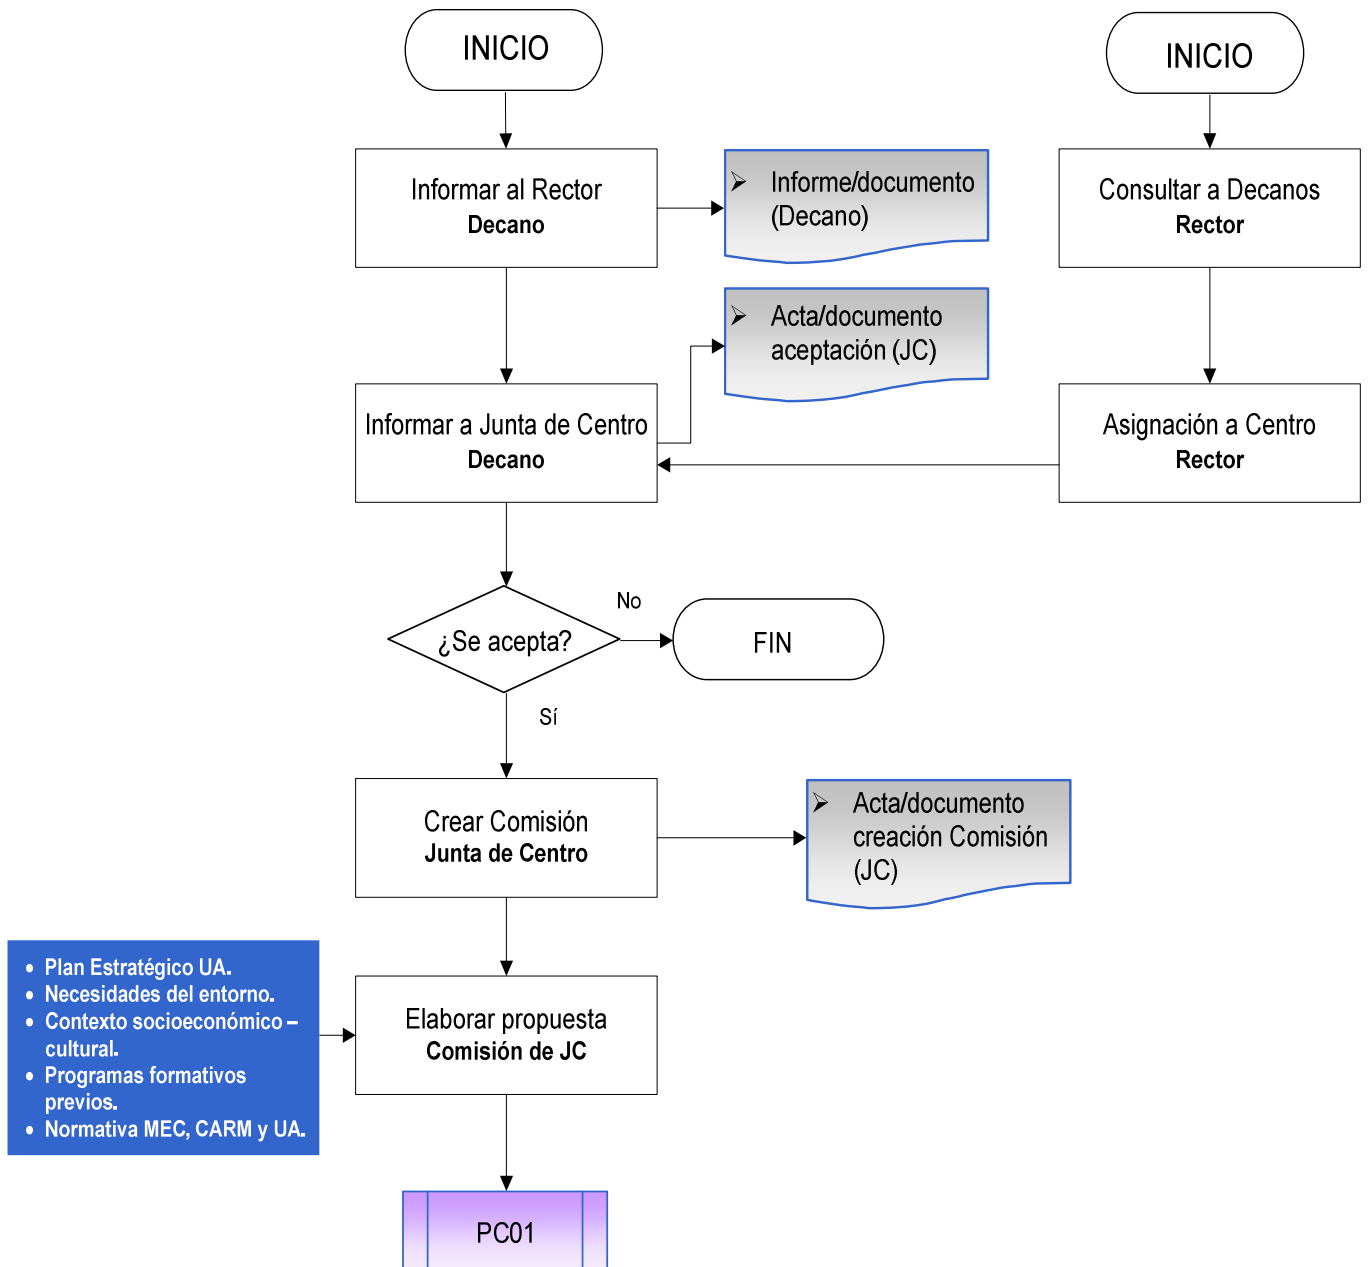 INICIO
INICIO
Informar al Rector
Decano
➢ Informe/documento
(Decano)
Consultar a Decanos
Rector
➢ Acta/documento
aceptación (JC)
Informar a Junta de Centro
Decano
Asignación a Centro
Rector
¿Se acepta?
No
FIN
Sí
Crear Comisión
Junta de Centro
➢ Acta/documento
creación Comisión
(JC)
• Plan Estratégico UA.
• Necesidades del entorno.
• Contexto socioeconómico –
cultural.
• Programas formativos
previos.
• Normativa MEC, CARM y UA.
Elaborar propuesta
Comisión de JC
PC01